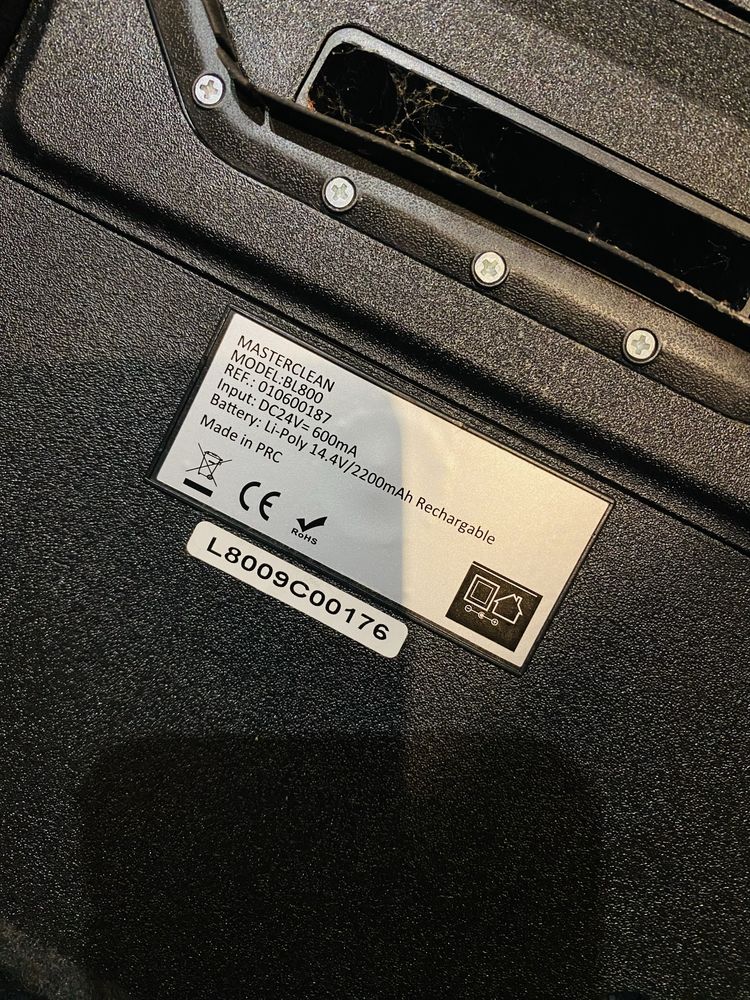 MASTERCLEAN
MODEL:BL800
REF.: 010600187
Input: DC24V= 600mA
Battery: Li-Poly 14.4V/2200mAh Rechargable
Made in PRC
CE
RoHS
L8009C00176